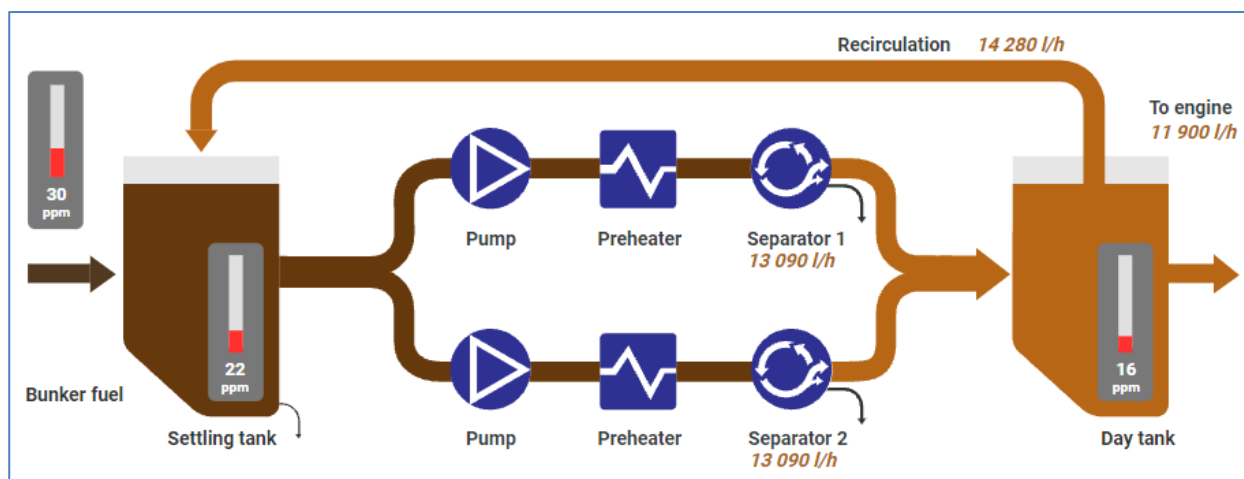 Recirculation 14 280 l/h
To engine
11 900 l/h
30
ppm
Pump
Preheater
Separator 1
13 090 l/h
22
ppm
16
ppm
Bunker fuel
Settling tank
Pump
Preheater
Separator 2
13 090 l/h
Day tank